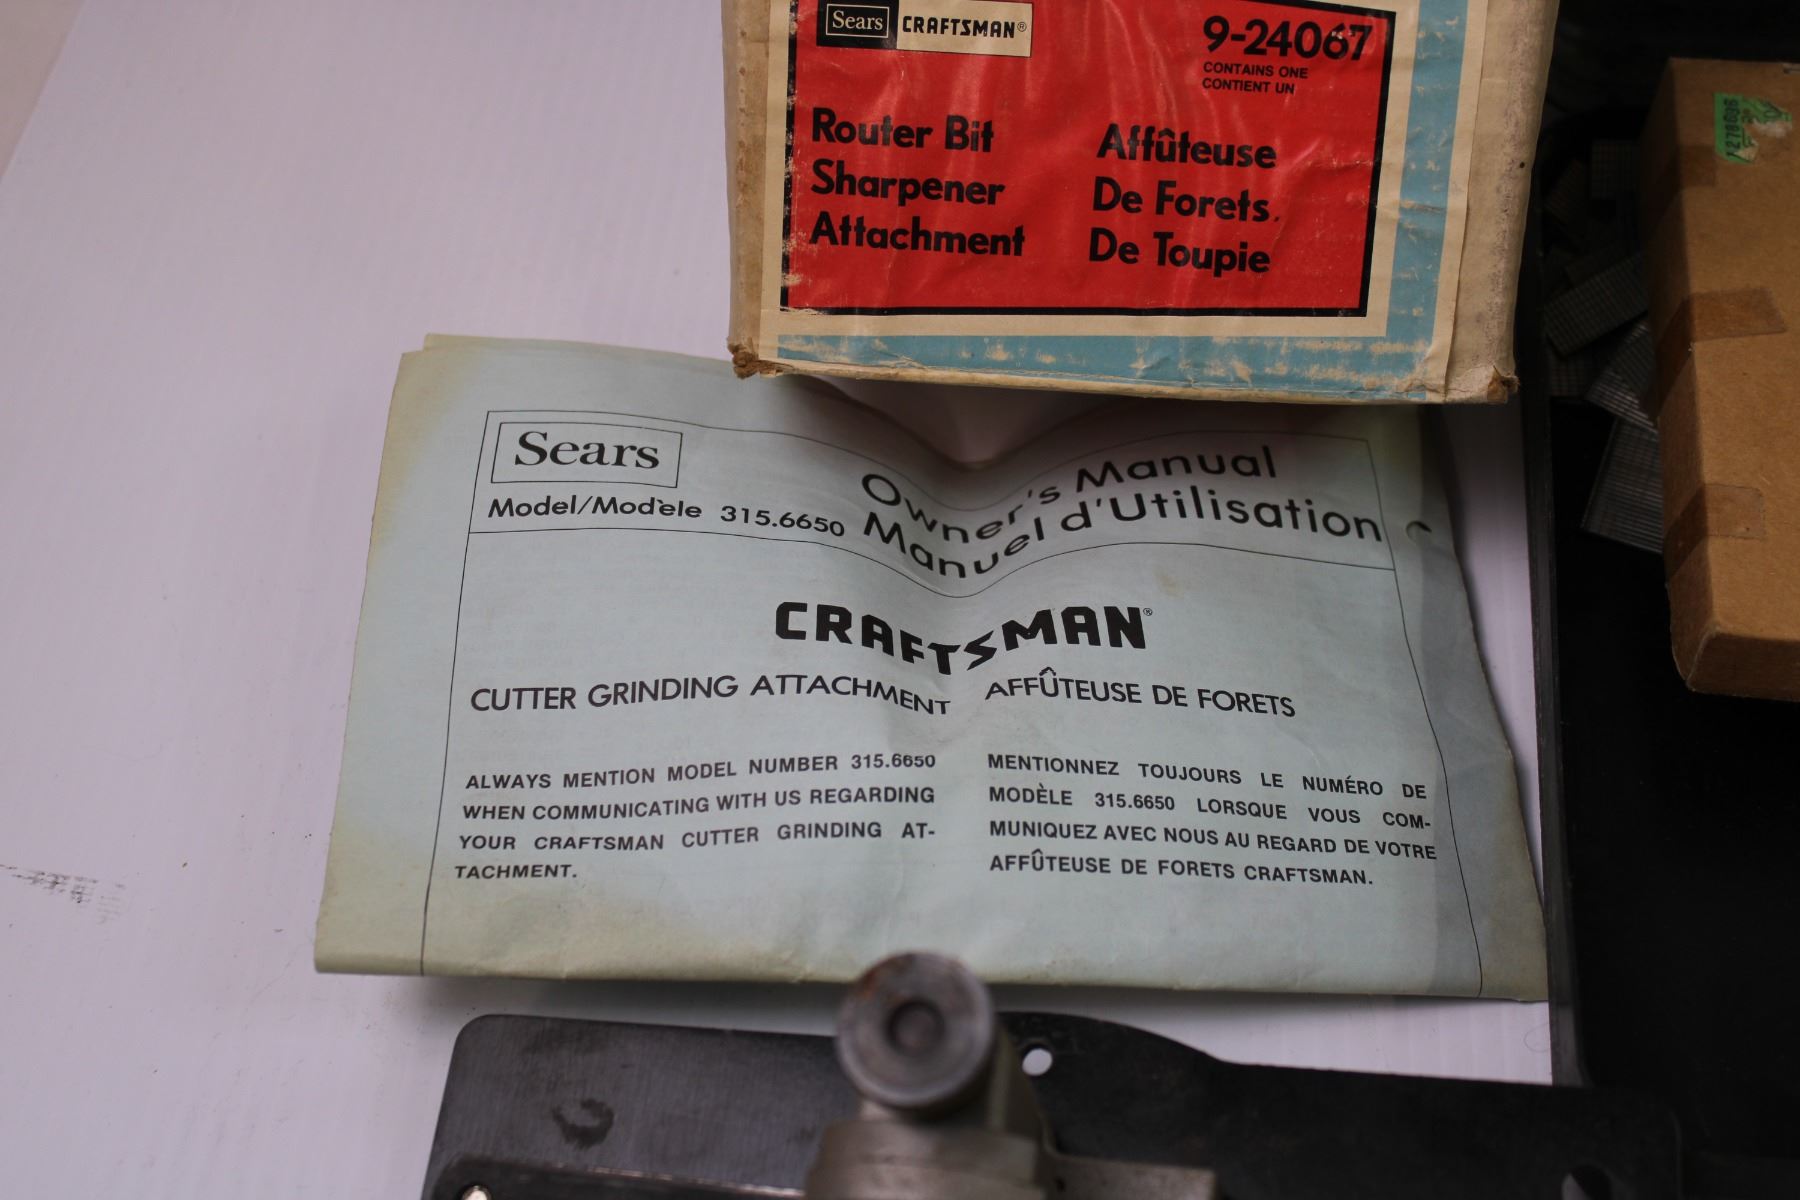 Sears CRAFTSMAN®
9-24067
CONTAINS ONE
CONTIENT UN
Router Bit
Sharpener
Attachment
Affûteuse
De Forets
De Toupie
Sears
Model/Modèle 315.6650
Owner's Manual
Manuel d'Utilisation
CRAFTSMAN®
CUTTER GRINDING ATTACHMENT
AFFÛTEUSE DE FORETS
ALWAYS MENTION MODEL NUMBER 315.6650
WHEN COMMUNICATING WITH US REGARDING
YOUR CRAFTSMAN CUTTER GRINDING AT-
TACHMENT.
MENTIONNEZ TOUJOURS LE NUMÉRO DE
MODÈLE 315.6650 LORSQUE VOUS COM-
MUNIQUEZ AVEC NOUS AU REGARD DE VOTRE
AFFÛTEUSE DE FORETS CRAFTSMAN.